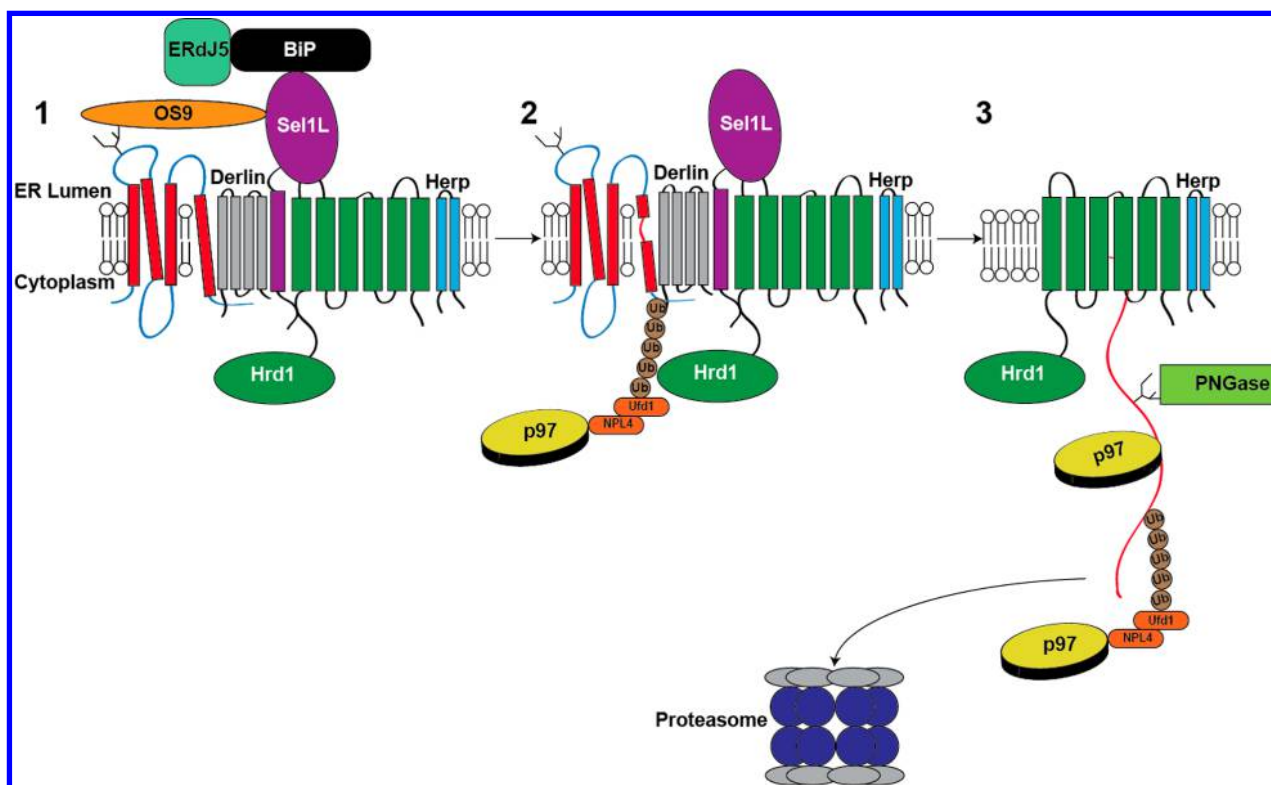 1
ERdJ5
BiP
OS9
Sel1L
Derlin
Herp
ER Lumen
Cytoplasm
Hrd1
2
Sel1L
Derlin
Herp
Ub
Ub
Ub
Ub
Ub
Hrd1
Ufd1
NPL4
p97
3
Herp
Hrd1
PNGase
p97
Ub
Ub
Ub
Ub
Ub
Ufd1
NPL4
p97
Proteasome